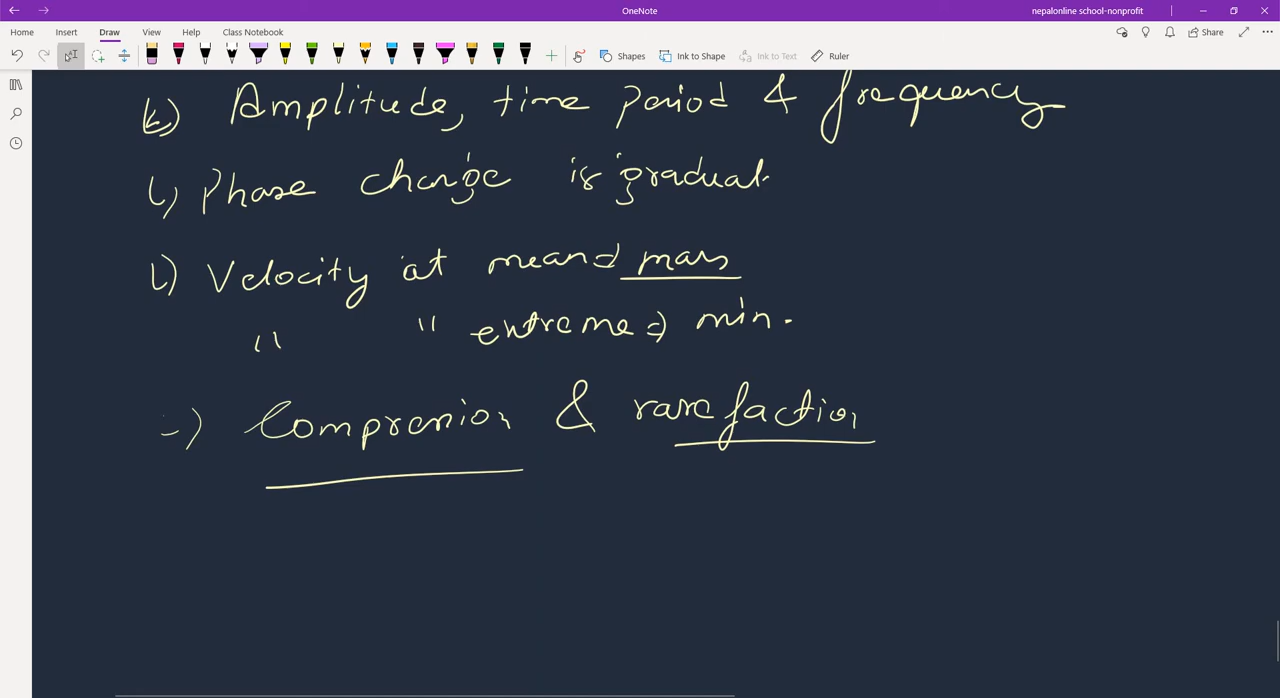 OneNote
nepalonline school-nonprofit
Home Insert Draw View Help Class Notebook
Share
Shapes Ink to Shape Ink to Text Ruler
Amplitude, time period & frequency
Phase change is gradual.
Velocity at mean ⇒ max
" " extreme ⇒ min.
Compression & rarefaction